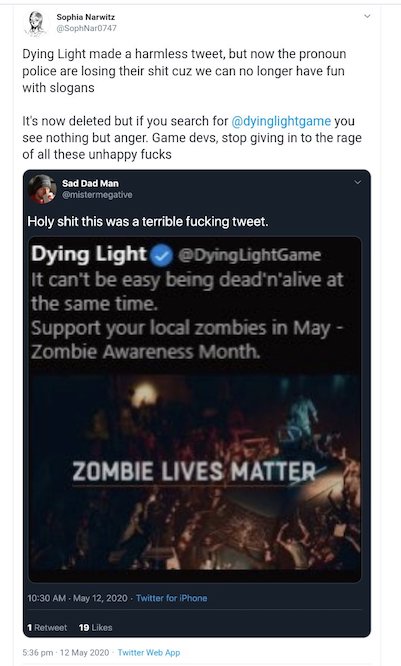 Sophia Narwitz
@SophNar0747
Dying Light made a harmless tweet, but now the pronoun
police are losing their shit cuz we can no longer have fun
with slogans
It's now deleted but if you search for @dyinglightgame you
see nothing but anger. Game devs, stop giving in to the rage
of all these unhappy fucks
Sad Dad Man
@mistermegative
Holy shit this was a terrible fucking tweet.
Dying Light @DyingLightGame
It can't be easy being dead'n'alive at
the same time.
Support your local zombies in May -
Zombie Awareness Month.
ZOMBIE LIVES MATTER
10:30 AM · May 12, 2020 · Twitter for iPhone
1 Retweet 19 Likes
5:36 pm · 12 May 2020 · Twitter Web App